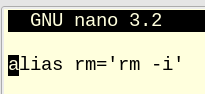 GNU nano 3.2
alias rm='rm -i'